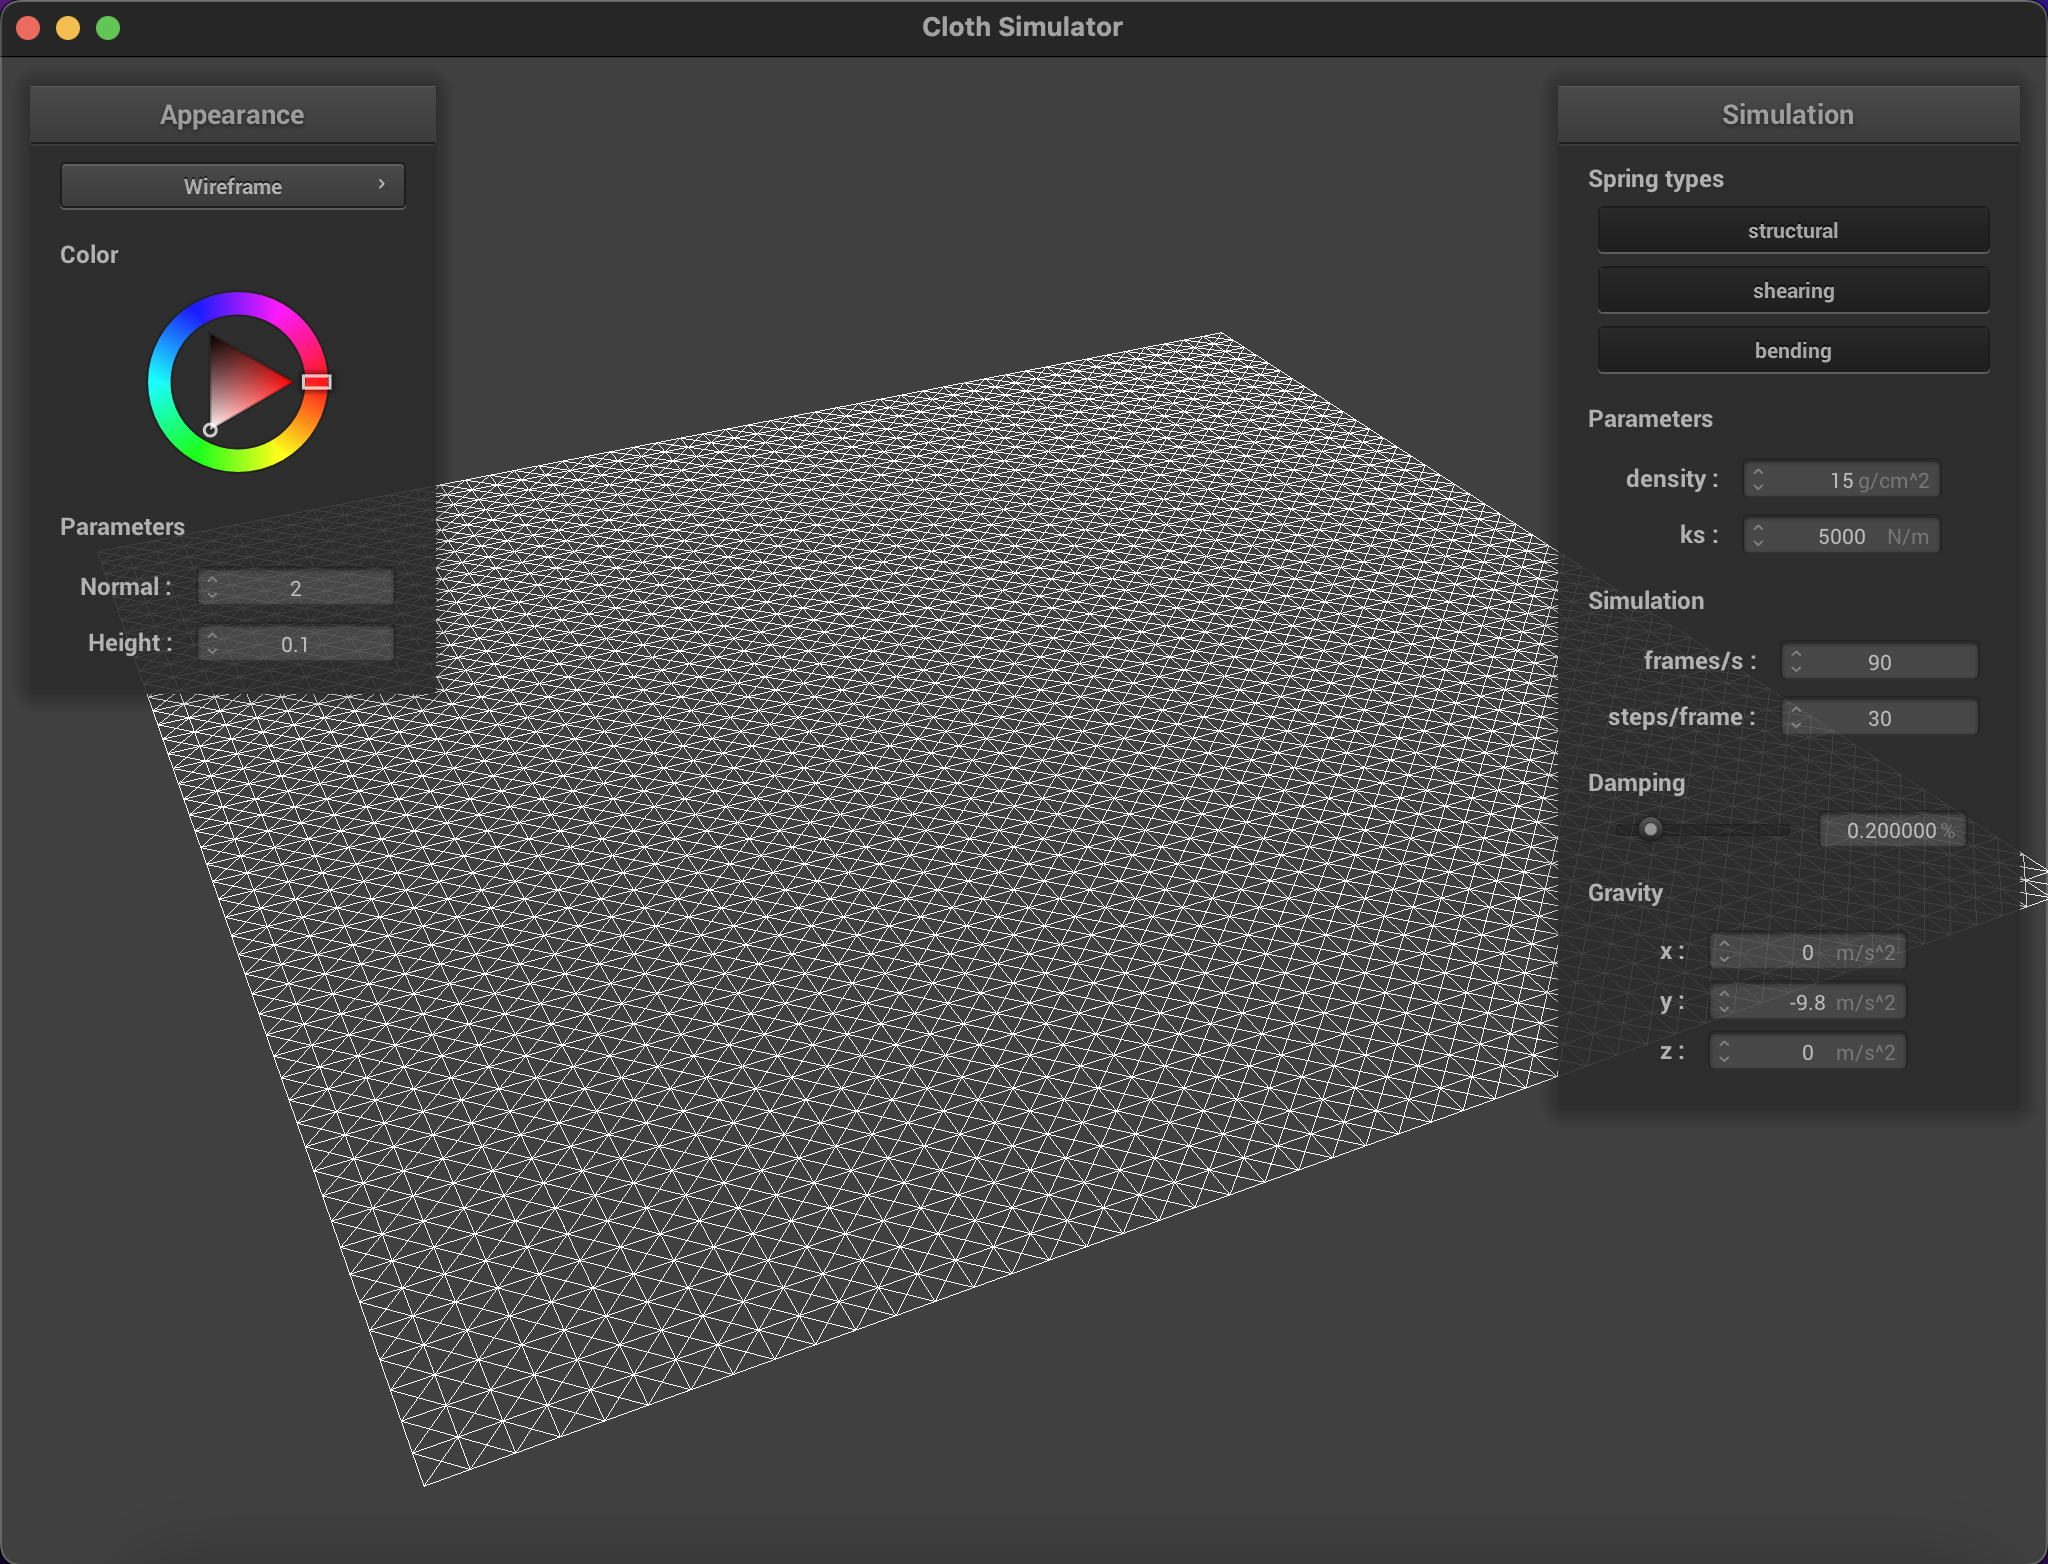 Cloth Simulator
Appearance
Wireframe
Color
Parameters
Normal : 2
Height : 0.1
Simulation
Spring types
structural
shearing
bending
Parameters
density : 15 g/cm^2
ks : 5000 N/m
Simulation
frames/s : 90
steps/frame : 30
Damping
0.200000 %
Gravity
x : 0 m/s^2
y : -9.8 m/s^2
z : 0 m/s^2